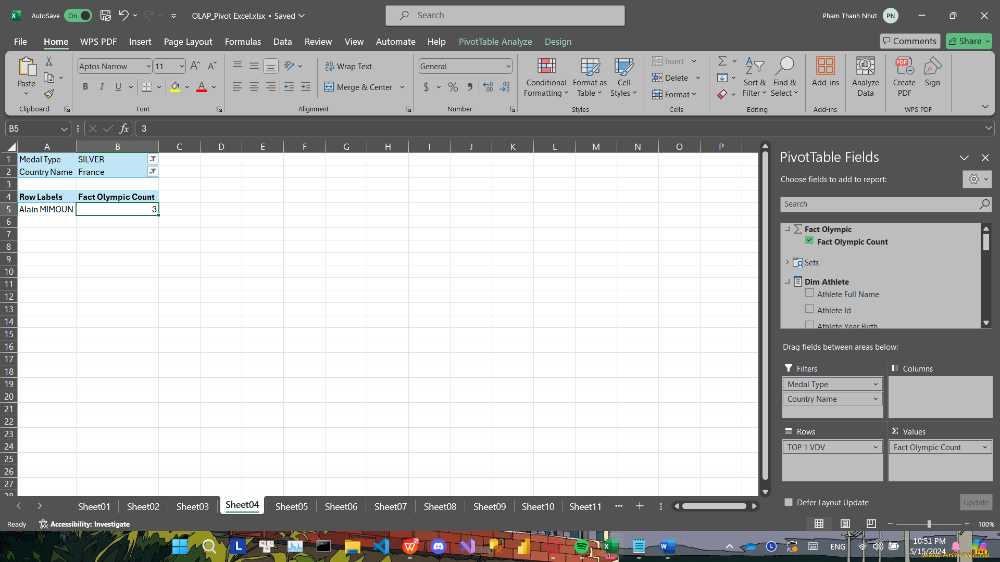 AutoSave On OLAP_Pivot Excel.xlsx • Saved Search Phạm Thanh Nhựt PN
File Home WPS PDF Insert Page Layout Formulas Data Review View Automate Help PivotTable Analyze Design Comments Share
Paste
Clipboard
Aptos Narrow 11
B I U A
Font
Wrap Text
Merge & Center
Alignment
General
$ %
Number
Conditional Formatting
Format as Table
Cell Styles
Styles
Insert
Delete
Format
Cells
Sort & Filter
Find & Select
Editing
Add-ins
Add-ins
Analyze Data
Create PDF
Sign
WPS PDF
B5 fx 3
A B C D E F G H I J K L M N O P
1 Medal Type SILVER
2 Country Name France
3
4 Row Labels Fact Olympic Count
5 Alain MIMOUN 3
6
7
8
9
10
11
12
13
14
15
16
17
18
19
20
21
22
23
24
25
26
27
28
PivotTable Fields
Choose fields to add to report:
Search
Fact Olympic
Fact Olympic Count
Sets
Dim Athlete
Athlete Full Name
Athlete Id
Athlete Year Birth
Drag fields between areas below:
Filters
Medal Type
Country Name
Columns
Rows
TOP 1 VDV
Σ Values
Fact Olympic Count
Defer Layout Update Update
Sheet01 Sheet02 Sheet03 Sheet04 Sheet05 Sheet06 Sheet07 Sheet08 Sheet09 Sheet10 Sheet11
Ready Accessibility: Investigate 100%
ENG 10:51 PM
5/15/2024